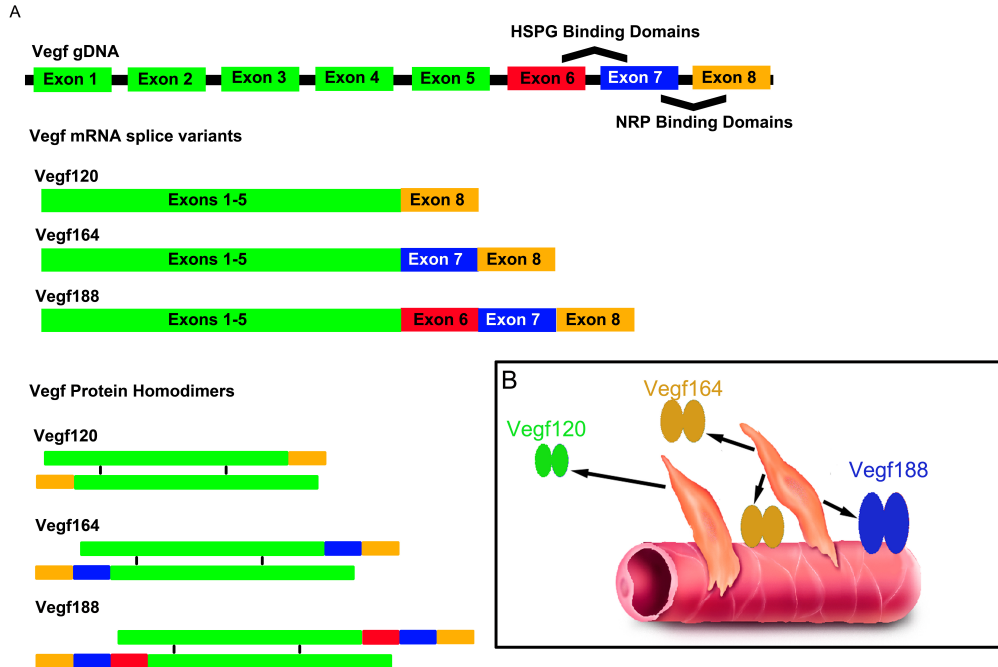 A
HSPG Binding Domains
Vegf gDNA
Exon 1 Exon 2 Exon 3 Exon 4 Exon 5 Exon 6 Exon 7 Exon 8
NRP Binding Domains
Vegf mRNA splice variants
Vegf120
Exons 1-5 Exon 8
Vegf164
Exons 1-5 Exon 7 Exon 8
Vegf188
Exons 1-5 Exon 6 Exon 7 Exon 8
Vegf Protein Homodimers
Vegf120
Vegf164
Vegf188
B
Vegf164
Vegf120
Vegf188